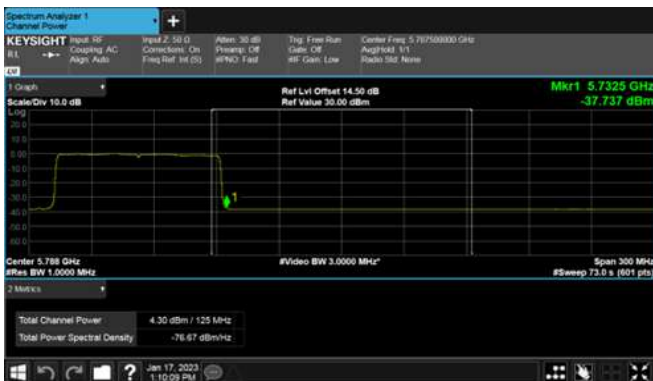 Spectrum Analyzer 1
Channel Power
+
KEYSIGHT Input: RF Input Z: 50 Ω Atten: 30 dB Trig: Free Run Center Freq: 5.787500000 GHz
R L Coupling: AC Corrections: On Preamp: Off Gate: Off Avg|Hold: 1/1
Align: Auto Freq Ref: Int (S) #PNO: Fast #IF Gain: Low Radio Std: None
1 Graph
Scale/Div 10.0 dB
Ref Lvl Offset 14.50 dB
Ref Value 30.00 dBm
Mkr1 5.7325 GHz
-37.737 dBm
Log
20.0
10.0
0.00
-10.0
-20.0
-30.0
-40.0
-50.0
-60.0
1
Center 5.788 GHz #Video BW 3.0000 MHz* Span 300 MHz
#Res BW 1.0000 MHz #Sweep 73.0 s (601 pts)
2 Metrics
Total Channel Power 4.30 dBm / 125 MHz
Total Power Spectral Density -76.67 dBm/Hz
?
Jan 17, 2023
1:10:09 PM